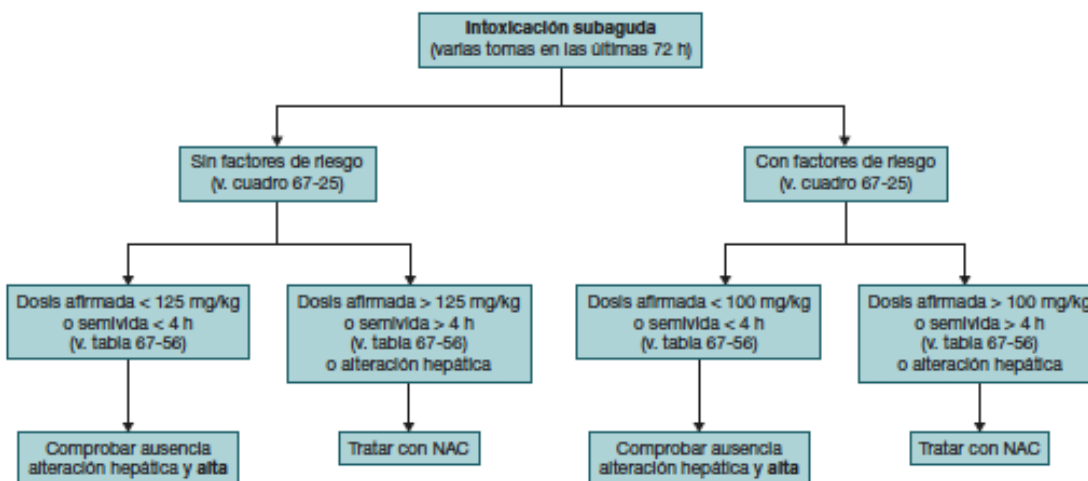 Intoxicación subaguda
(varias tomas en las últimas 72 h)
Sin factores de riesgo
(v. cuadro 67-25)
Con factores de riesgo
(v. cuadro 67-25)
Dosis afirmada < 125 mg/kg
o semivida < 4 h
(v. tabla 67-56)
Dosis afirmada > 125 mg/kg
o semivida > 4 h
(v. tabla 67-56)
o alteración hepática
Dosis afirmada < 100 mg/kg
o semivida < 4 h
(v. tabla 67-56)
Dosis afirmada > 100 mg/kg
o semivida > 4 h
(v. tabla 67-56)
o alteración hepática
Comprobar ausencia
alteración hepática y alta
Tratar con NAC
Comprobar ausencia
alteración hepática y alta
Tratar con NAC